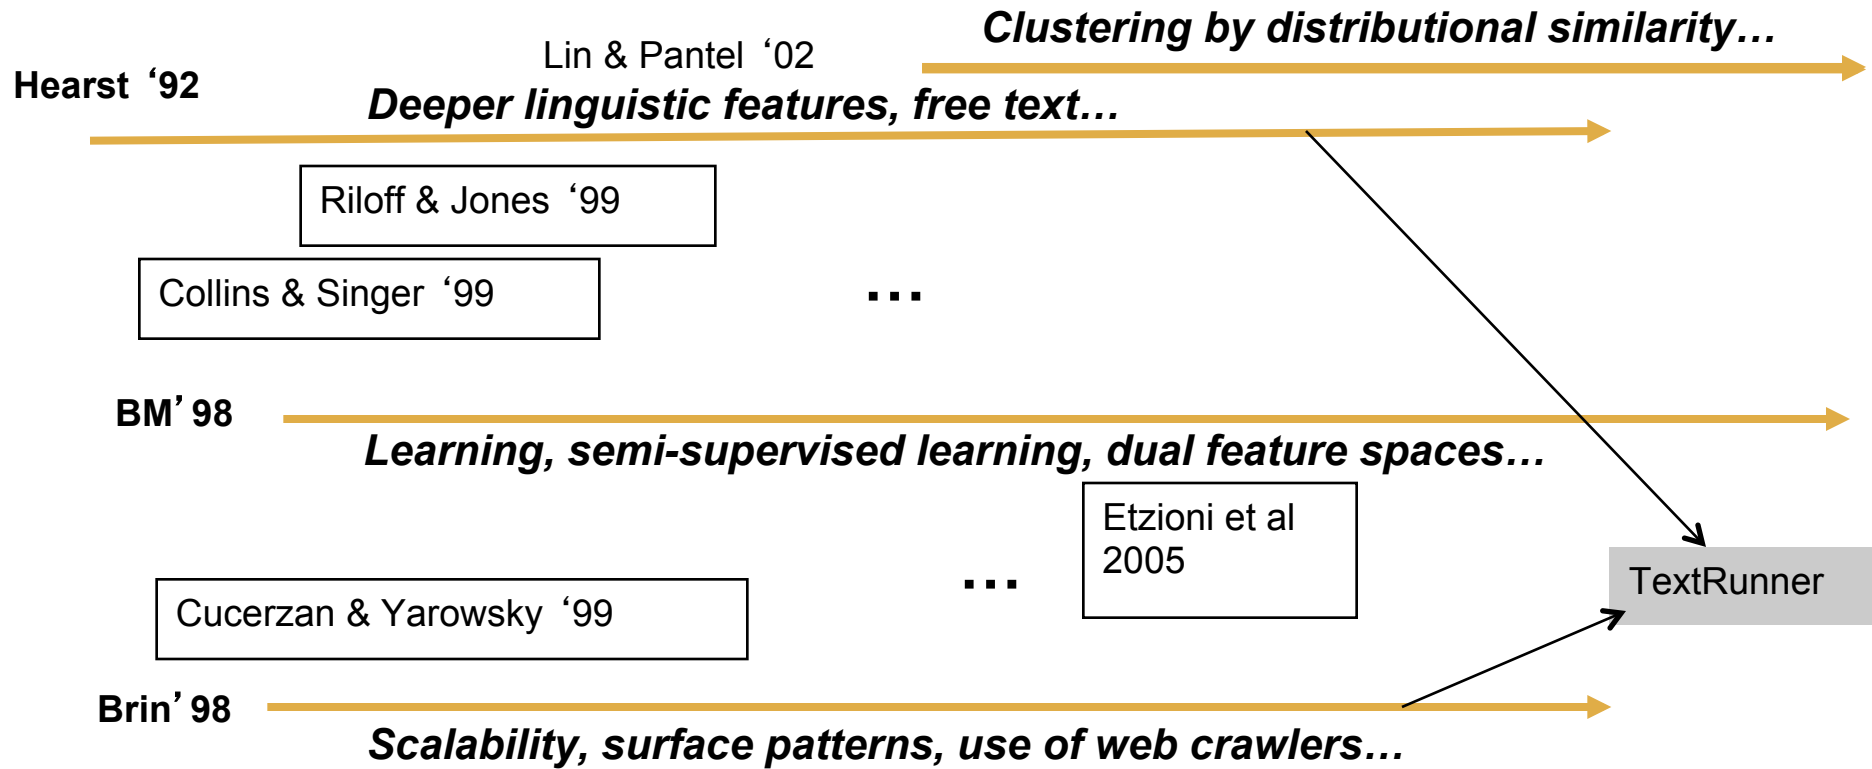 Clustering by distributional similarity…
Lin & Pantel ‘02
Hearst ‘92
Deeper linguistic features, free text…
Riloff & Jones ‘99
Collins & Singer ‘99
…
BM’98
Learning, semi-supervised learning, dual feature spaces…
Etzioni et al
2005
…
TextRunner
Cucerzan & Yarowsky ‘99
Brin’98
Scalability, surface patterns, use of web crawlers…